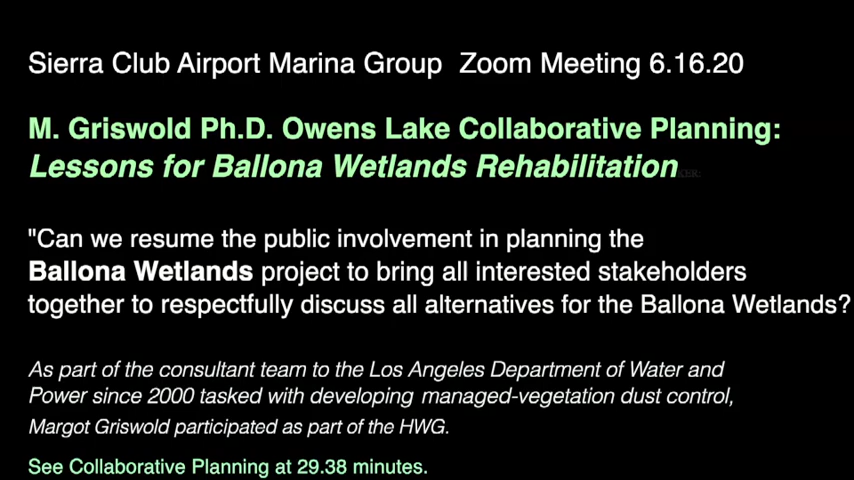 Sierra Club Airport Marina Group Zoom Meeting 6.16.20
M. Griswold Ph.D. Owens Lake Collaborative Planning:
Lessons for Ballona Wetlands Rehabilitation
"Can we resume the public involvement in planning the
Ballona Wetlands project to bring all interested stakeholders
together to respectfully discuss all alternatives for the Ballona Wetlands?
As part of the consultant team to the Los Angeles Department of Water and
Power since 2000 tasked with developing managed-vegetation dust control,
Margot Griswold participated as part of the HWG.
See Collaborative Planning at 29.38 minutes.